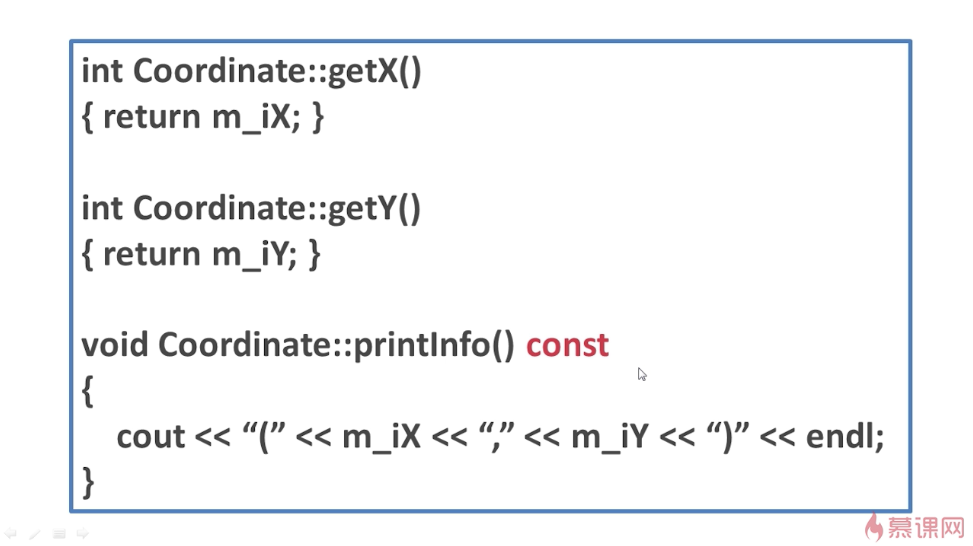 int Coordinate::getX()
{ return m_iX; }
int Coordinate::getY()
{ return m_iY; }
void Coordinate::printInfo() const
{
cout << “(” << m_iX << “,” << m_iY << “)” << endl;
}
慕课网